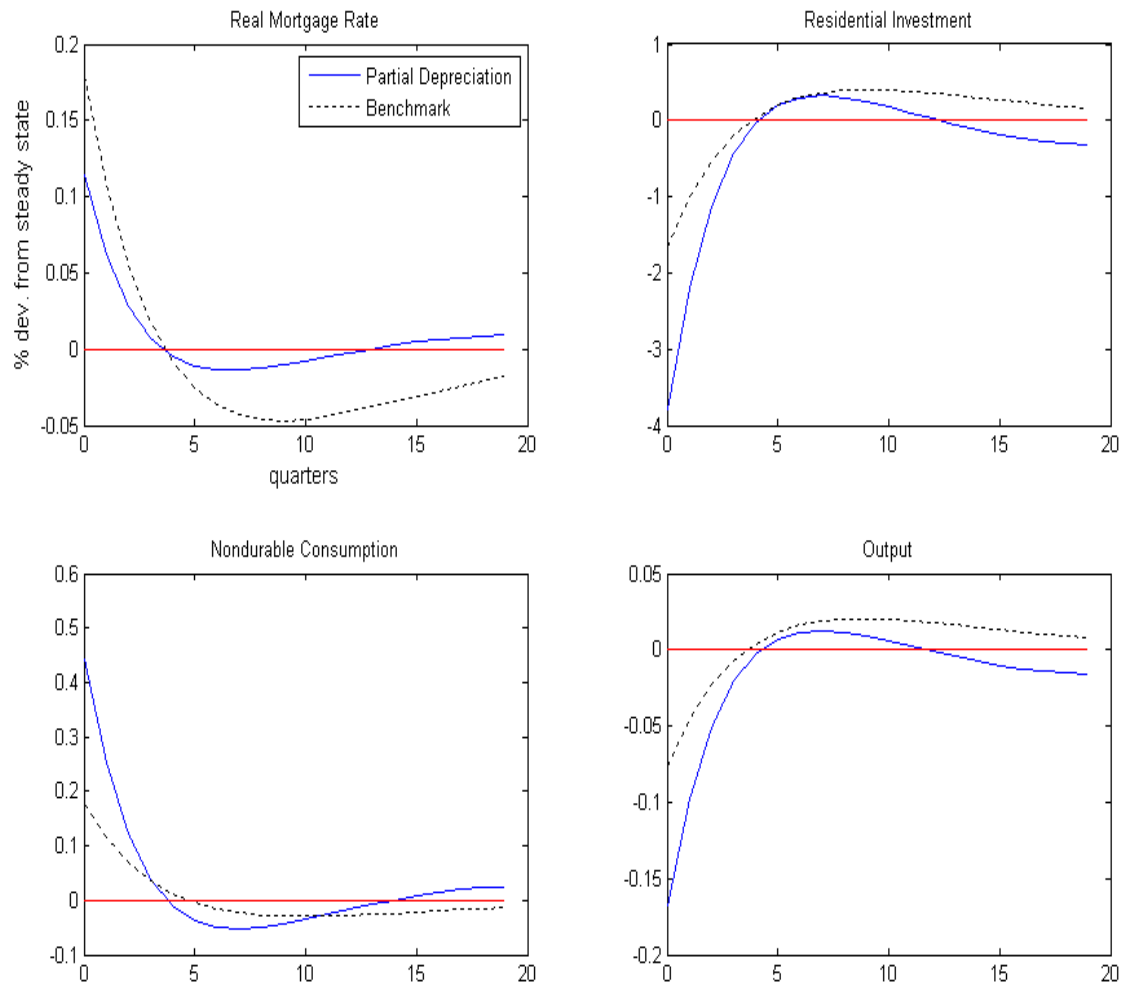 Real Mortgage Rate
% dev. from steady state
0.2
0.15
0.1
0.05
0
-0.05
0 5 10 15 20
quarters
Partial Depreciation
Benchmark
Residential Investment
1
0
-1
-2
-3
-4
0 5 10 15 20
Nondurable Consumption
0.6
0.5
0.4
0.3
0.2
0.1
0
-0.1
0 5 10 15 20
Output
0.05
0
-0.05
-0.1
-0.15
-0.2
0 5 10 15 20